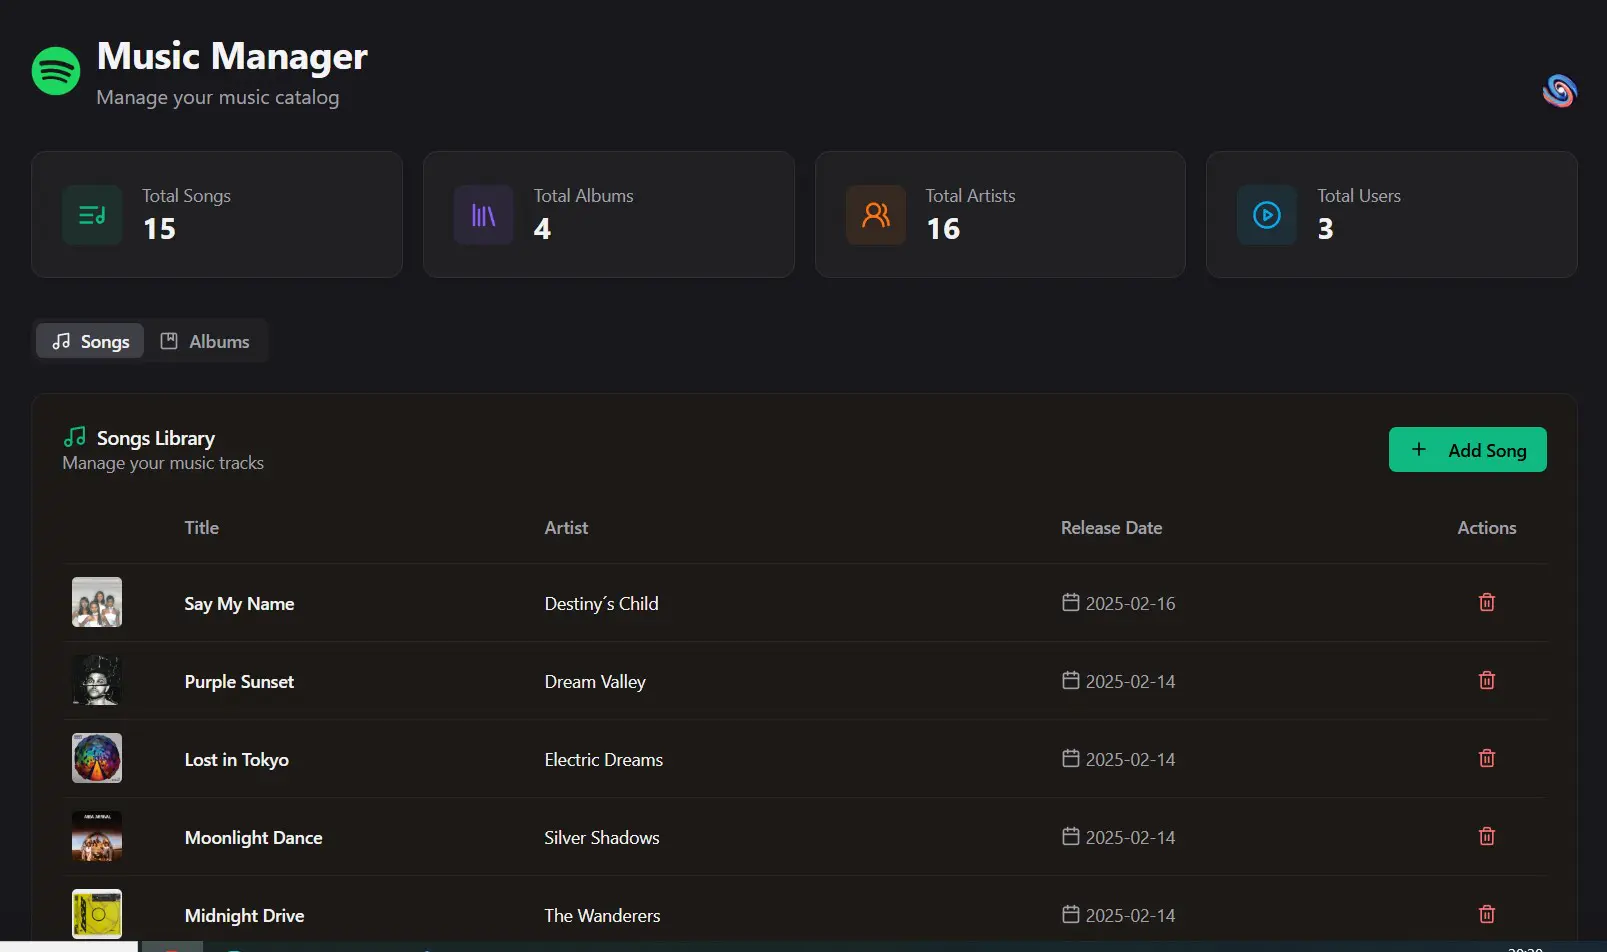 Music Manager
Manage your music catalog
Total Songs
15
Total Albums
4
Total Artists
16
Total Users
3
Songs
Albums
Songs Library
Manage your music tracks
+ Add Song
Title Artist Release Date Actions
Say My Name Destiny´s Child 2025-02-16
Purple Sunset Dream Valley 2025-02-14
Lost in Tokyo Electric Dreams 2025-02-14
Moonlight Dance Silver Shadows 2025-02-14
Midnight Drive The Wanderers 2025-02-14